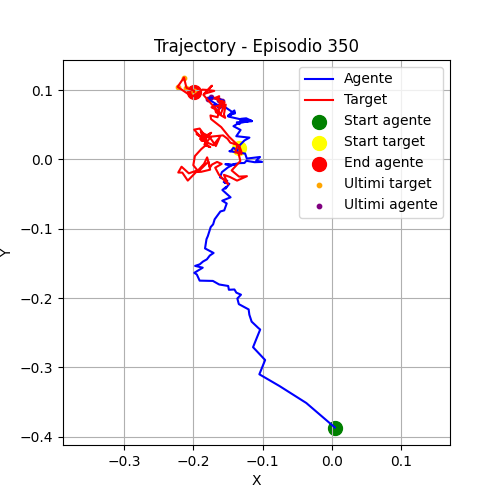 Trajectory - Episodio 350
Agente
Target
Start agente
Start target
End agente
Ultimi target
Ultimi agente
0.1
0.0
−0.1
−0.2
−0.3
−0.4
Y
−0.3
−0.2
−0.1
0.0
0.1
X